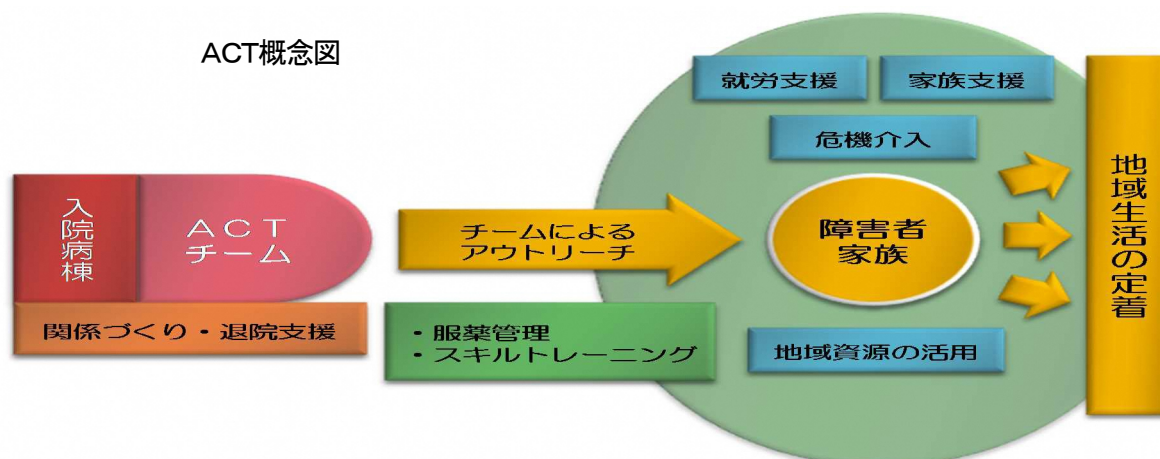 ACT概念図
就労支援
家族支援
危機介入
入院病棟
ACT
チーム
チームによる
アウトリーチ
障害者
家族
地域生活の定着
関係づくり・退院支援
・服薬管理
・スキルトレーニング
地域資源の活用